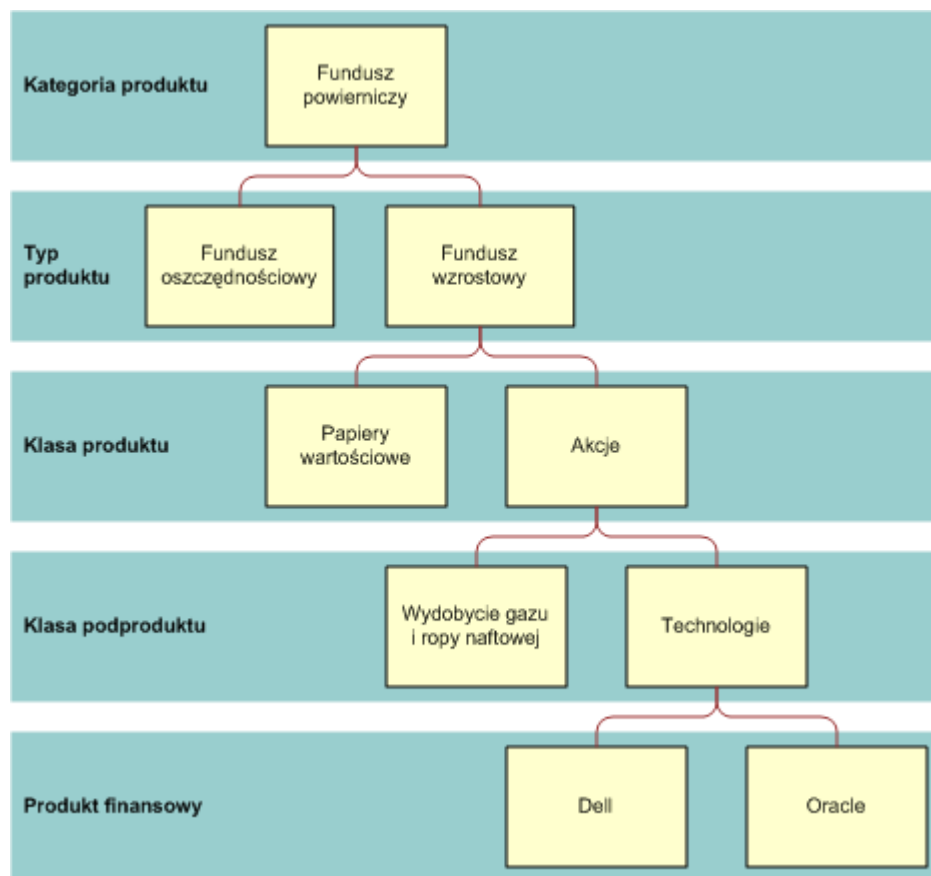 Kategoria produktu
Fundusz
powierniczy
Typ
produktu
Fundusz
oszczędnościowy
Fundusz
wzrostowy
Klasa produktu
Papiery
wartościowe
Akcje
Klasa podproduktu
Wydobycie gazu
i ropy naftowej
Technologie
Produkt finansowy
Dell
Oracle